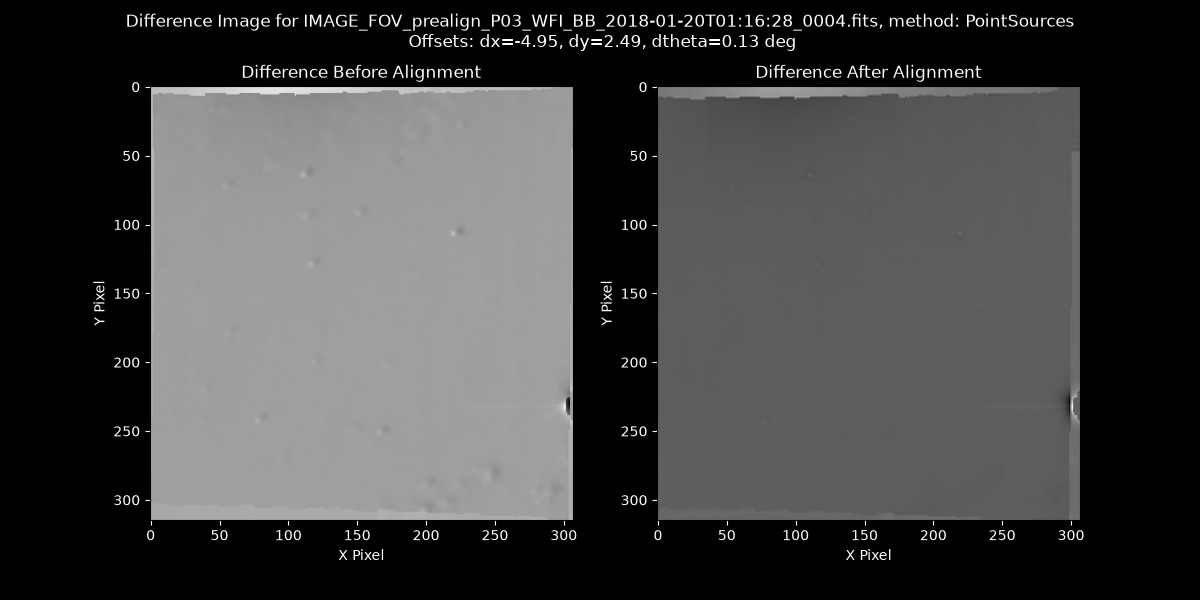 Difference Image for IMAGE_FOV_prealign_P03_WFI_BB_2018-01-20T01:16:28_0004.fits, method: PointSources
Offsets: dx=-4.95, dy=2.49, dtheta=0.13 deg
Difference Before Alignment
0
50
100
150
200
250
300
Y Pixel
0 50 100 150 200 250 300
X Pixel
Difference After Alignment
0
50
100
150
200
250
300
Y Pixel
0 50 100 150 200 250 300
X Pixel